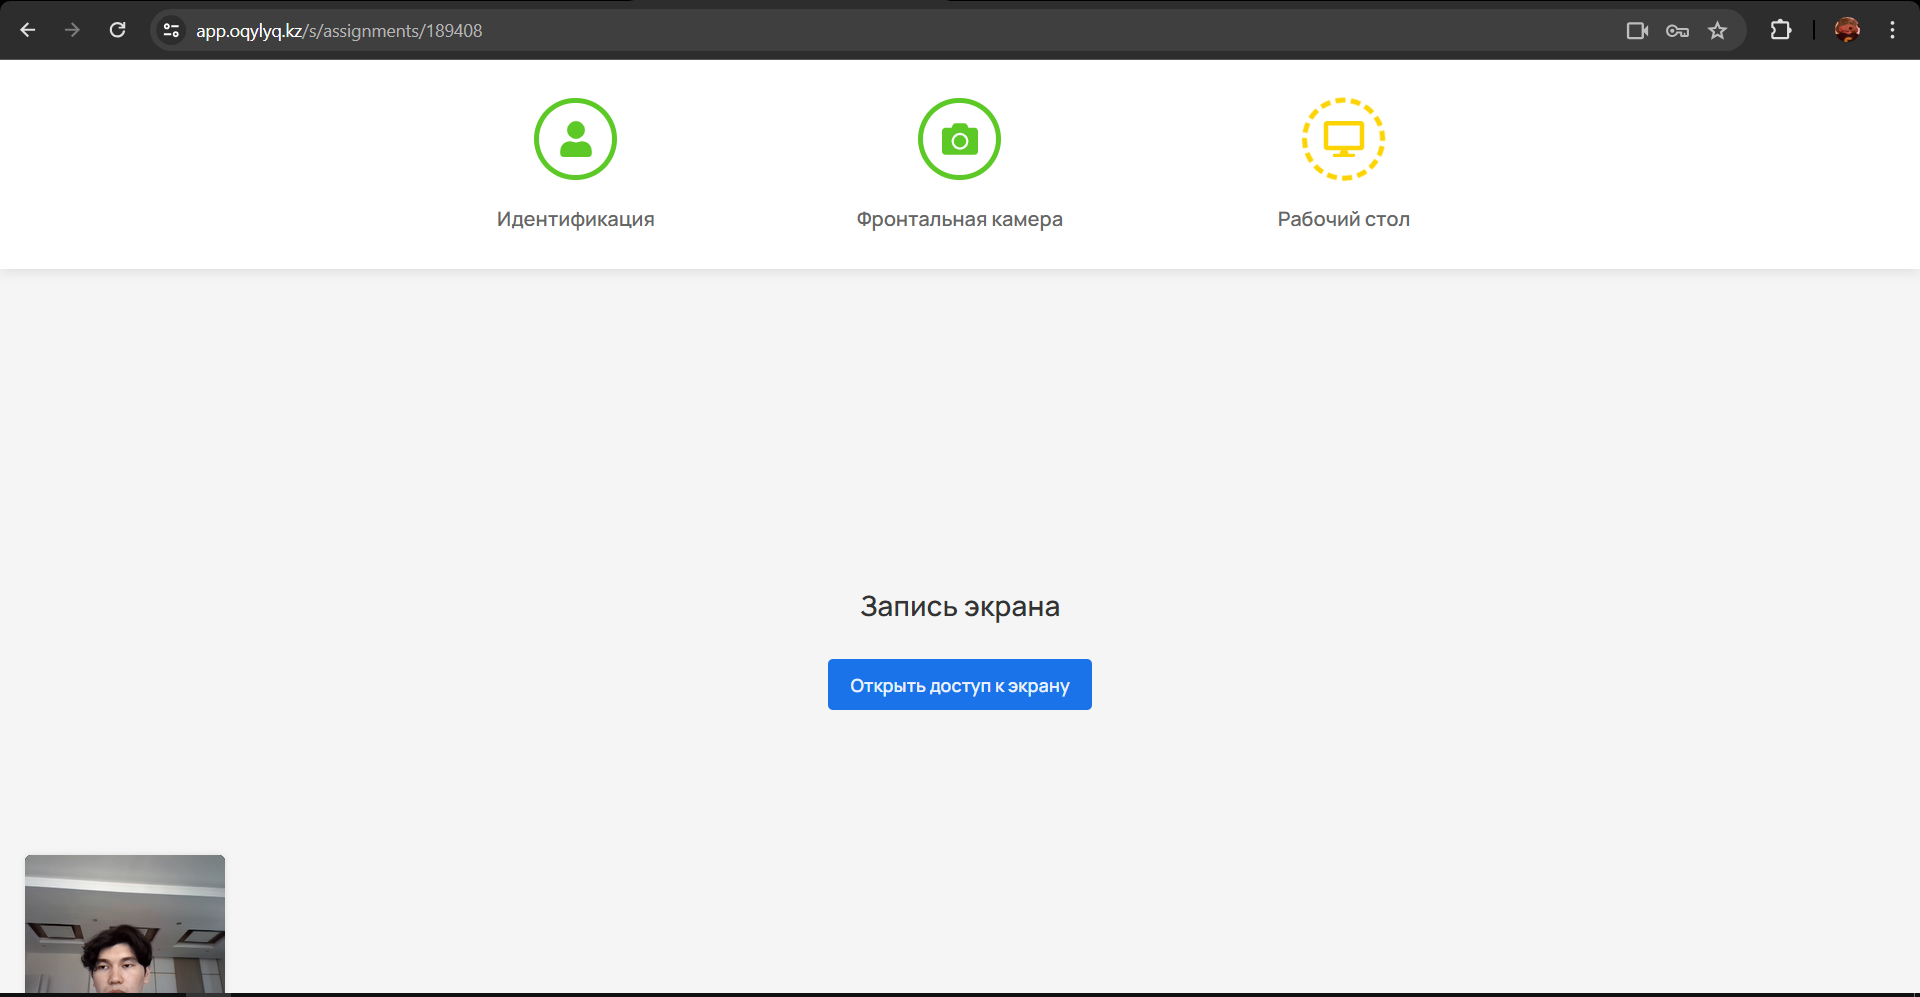 app.oqylyq.kz/s/assignments/189408
Идентификация
Фронтальная камера
Рабочий стол
Запись экрана
Открыть доступ к экрану